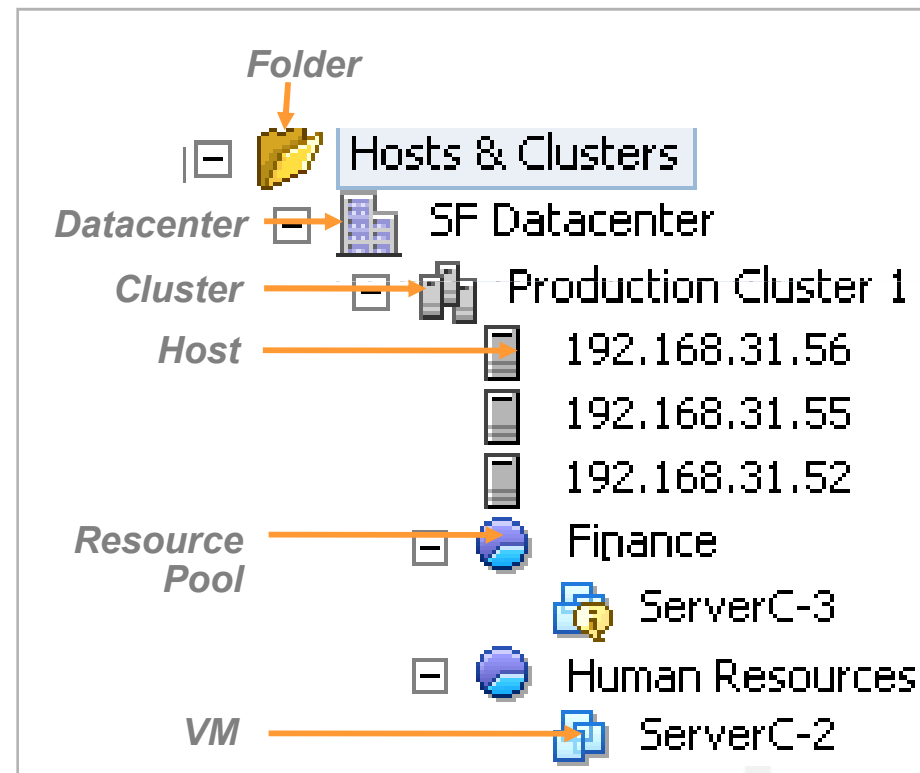 Folder
Hosts & Clusters
Datacenter SF Datacenter
Cluster Production Cluster 1
Host 192.168.31.56
192.168.31.55
192.168.31.52
Resource Finance
Pool
ServerC-3
Human Resources
VM ServerC-2